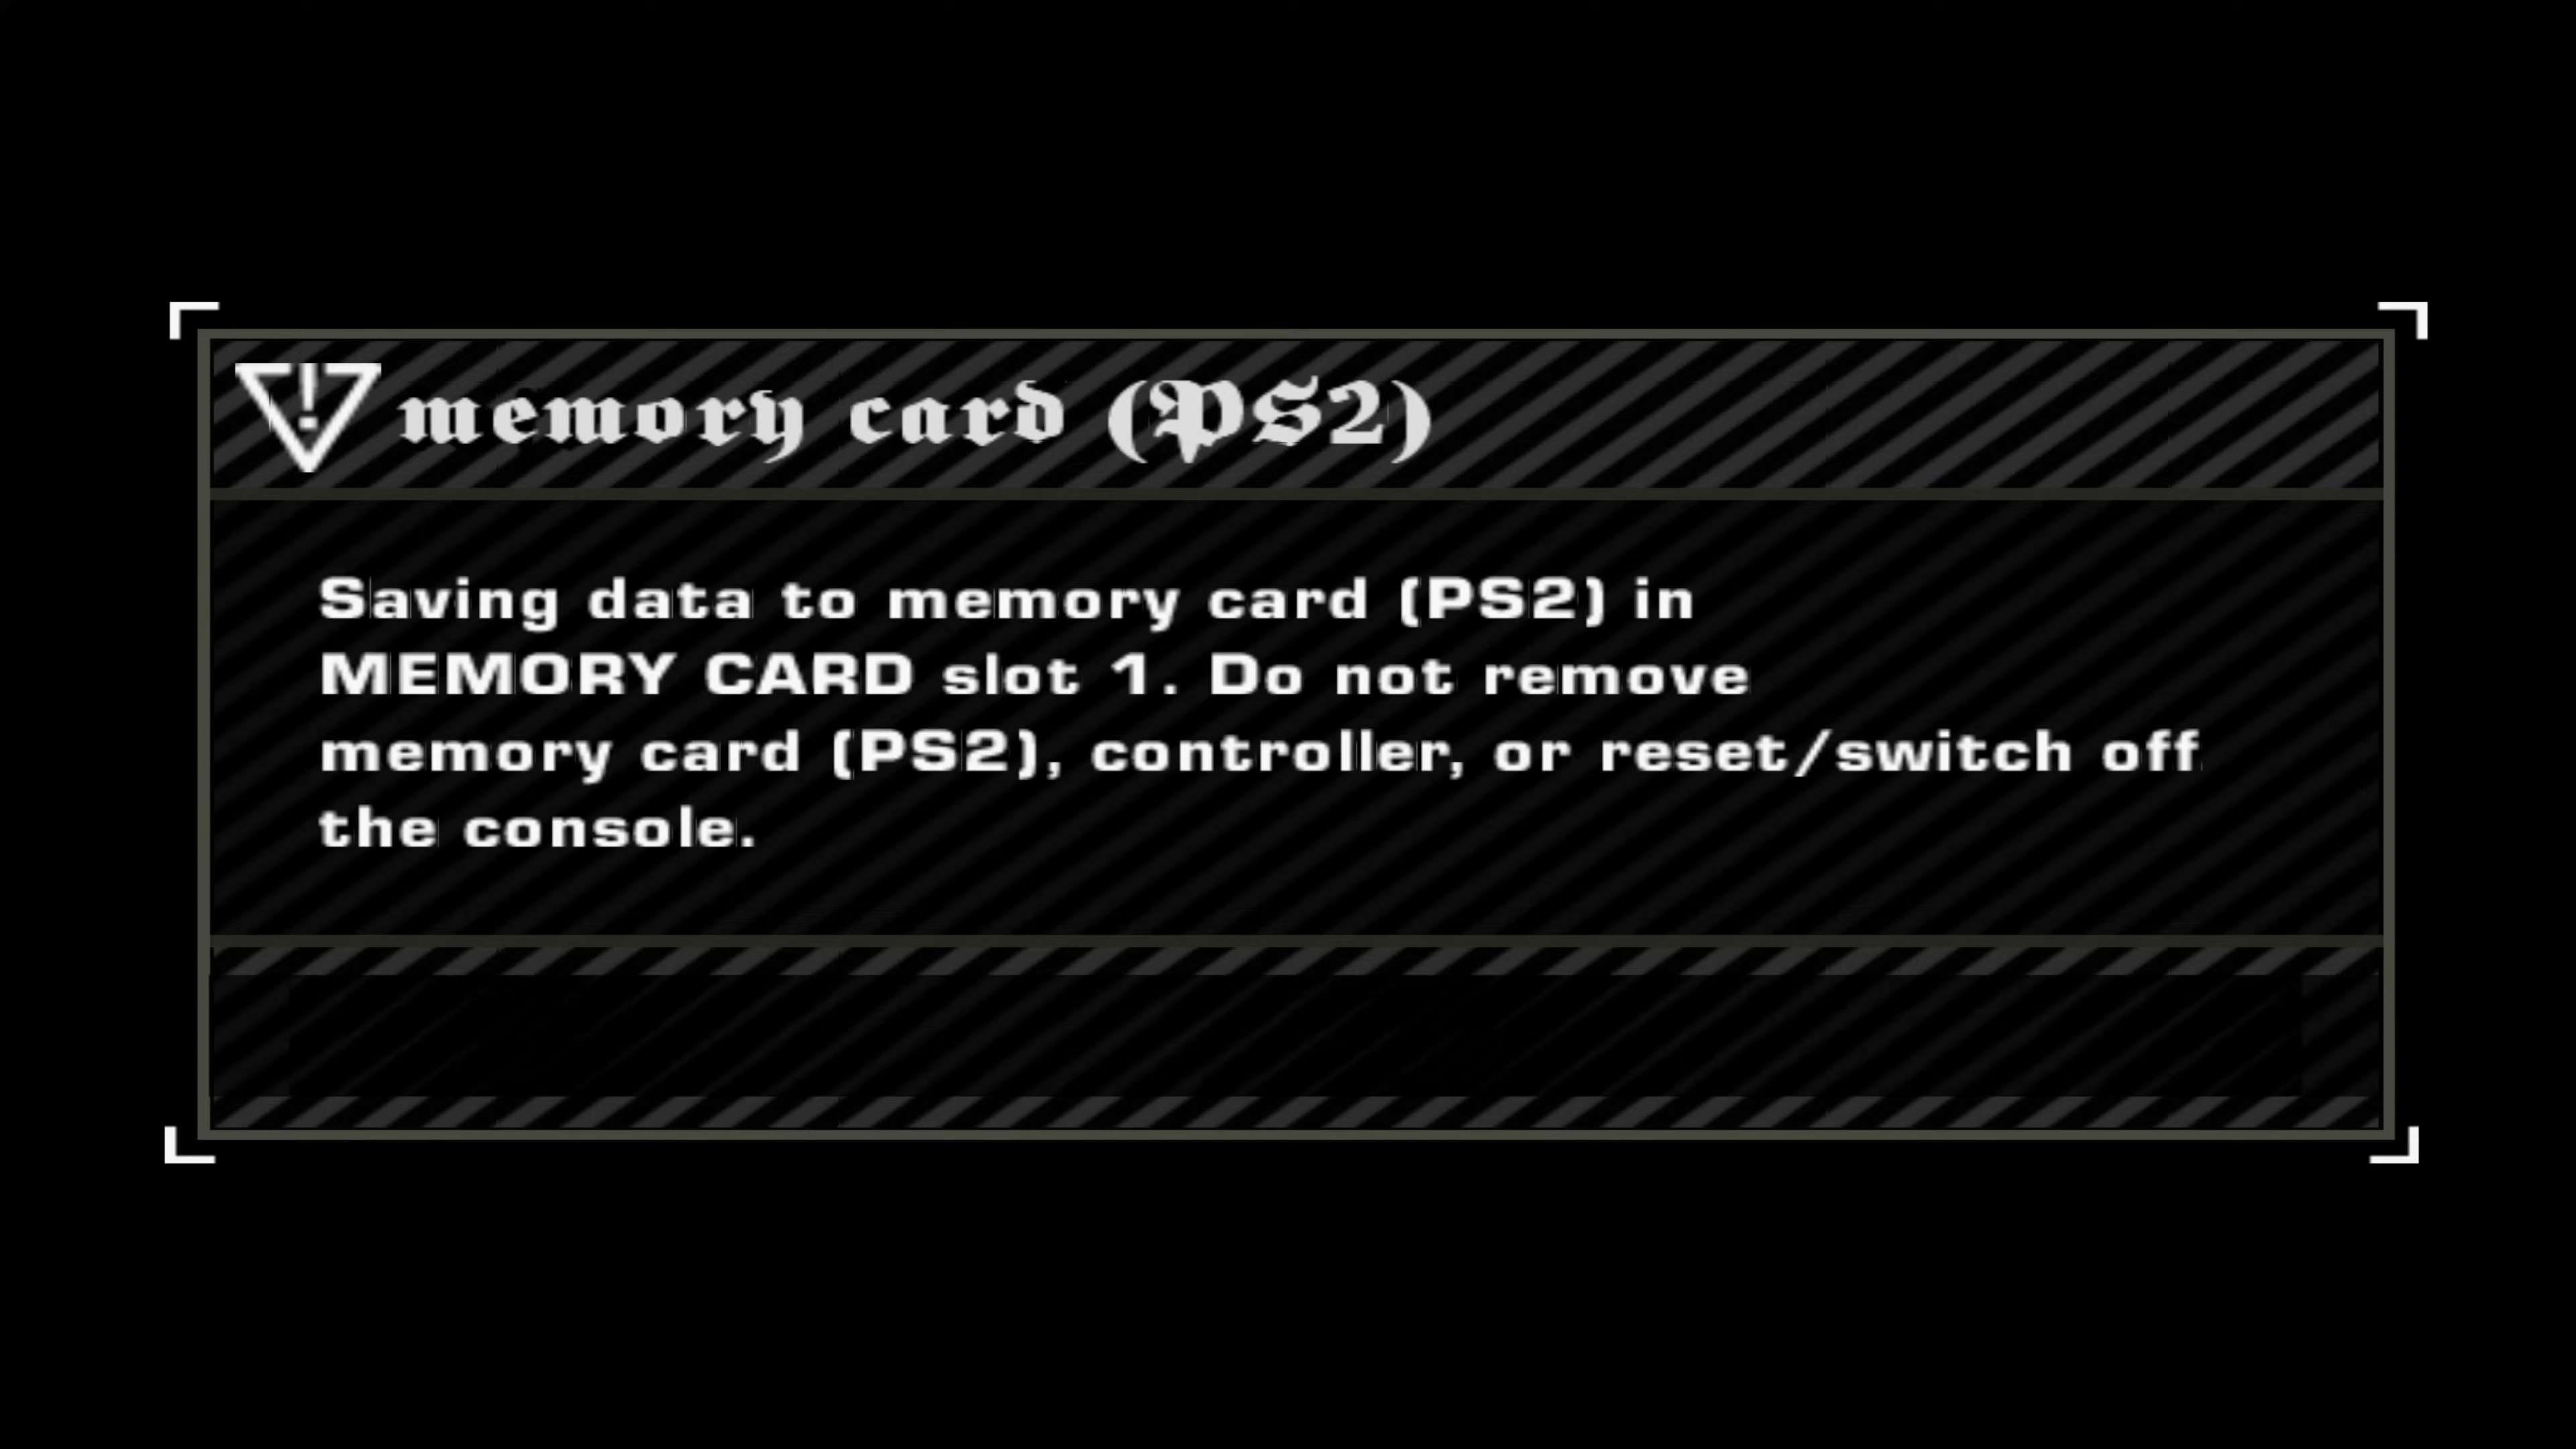 memory card (PS2)
Saving data to memory card (PS2) in
MEMORY CARD slot 1. Do not remove
memory card (PS2), controller, or reset/switch off
the console.